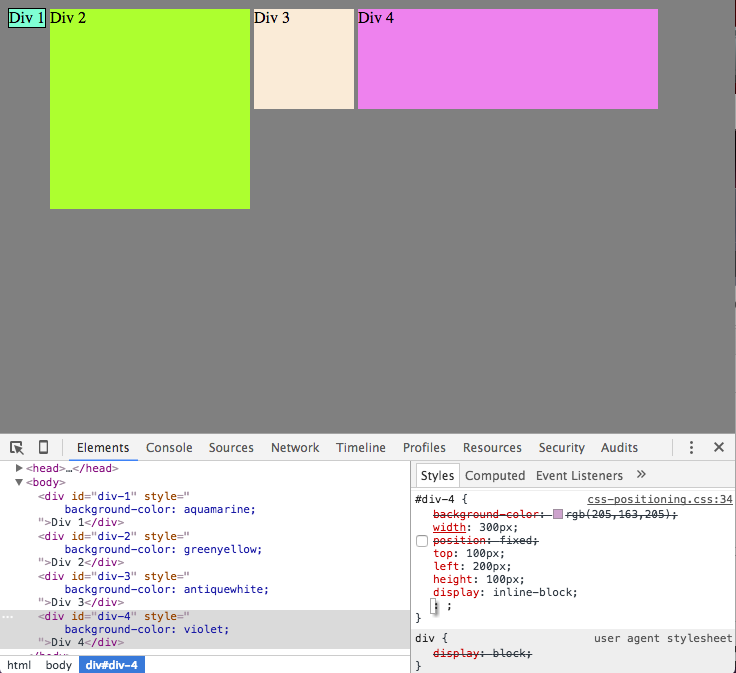 Div 1 Div 2 Div 3 Div 4
Elements Console Sources Network Timeline Profiles Resources Security Audits
<head>…</head>
<body>
<div id="div-1" style="
background-color: aquamarine;
">Div 1</div>
<div id="div-2" style="
background-color: greenyellow;
">Div 2</div>
<div id="div-3" style="
background-color: antiquewhite;
">Div 3</div>
<div id="div-4" style="
background-color: violet;
">Div 4</div>
html body div#div-4
Styles Computed Event Listeners »
#div-4 { css-positioning.css:34
background-color: rgb(205,163,205);
width: 300px;
position: fixed;
top: 100px;
left: 200px;
height: 100px;
display: inline-block;
: ;
}
div { user agent stylesheet
display: block;
}